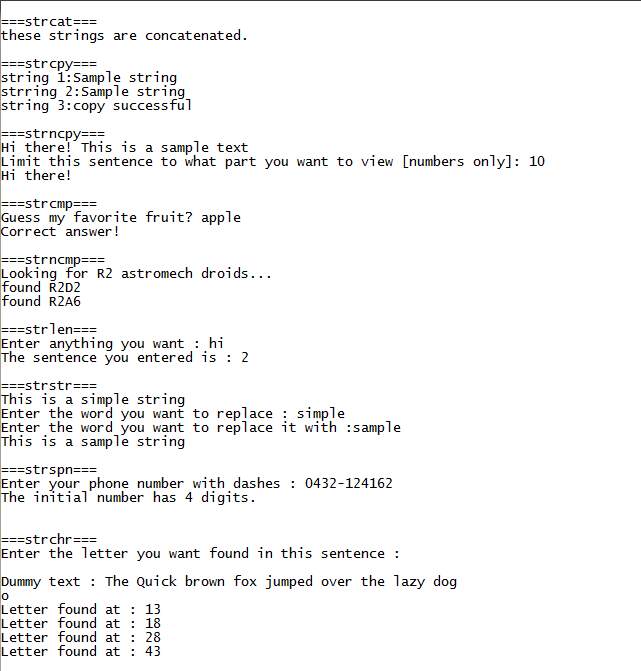 ===strcat===
these strings are concatenated.
===strcpy===
string 1:Sample string
strring 2:Sample string
string 3:copy successful
===strncpy===
Hi there! This is a sample text
Limit this sentence to what part you want to view [numbers only]: 10
Hi there!
===strcmp===
Guess my favorite fruit? apple
Correct answer!
===strncmp===
Looking for R2 astromech droids...
found R2D2
found R2A6
===strlen===
Enter anything you want : hi
The sentence you entered is : 2
===strstr===
This is a simple string
Enter the word you want to replace : simple
Enter the word you want to replace it with :sample
This is a sample string
===strspn===
Enter your phone number with dashes : 0432-124162
The initial number has 4 digits.
===strchr===
Enter the letter you want found in this sentence :
Dummy text : The Quick brown fox jumped over the lazy dog
o
Letter found at : 13
Letter found at : 18
Letter found at : 28
Letter found at : 43